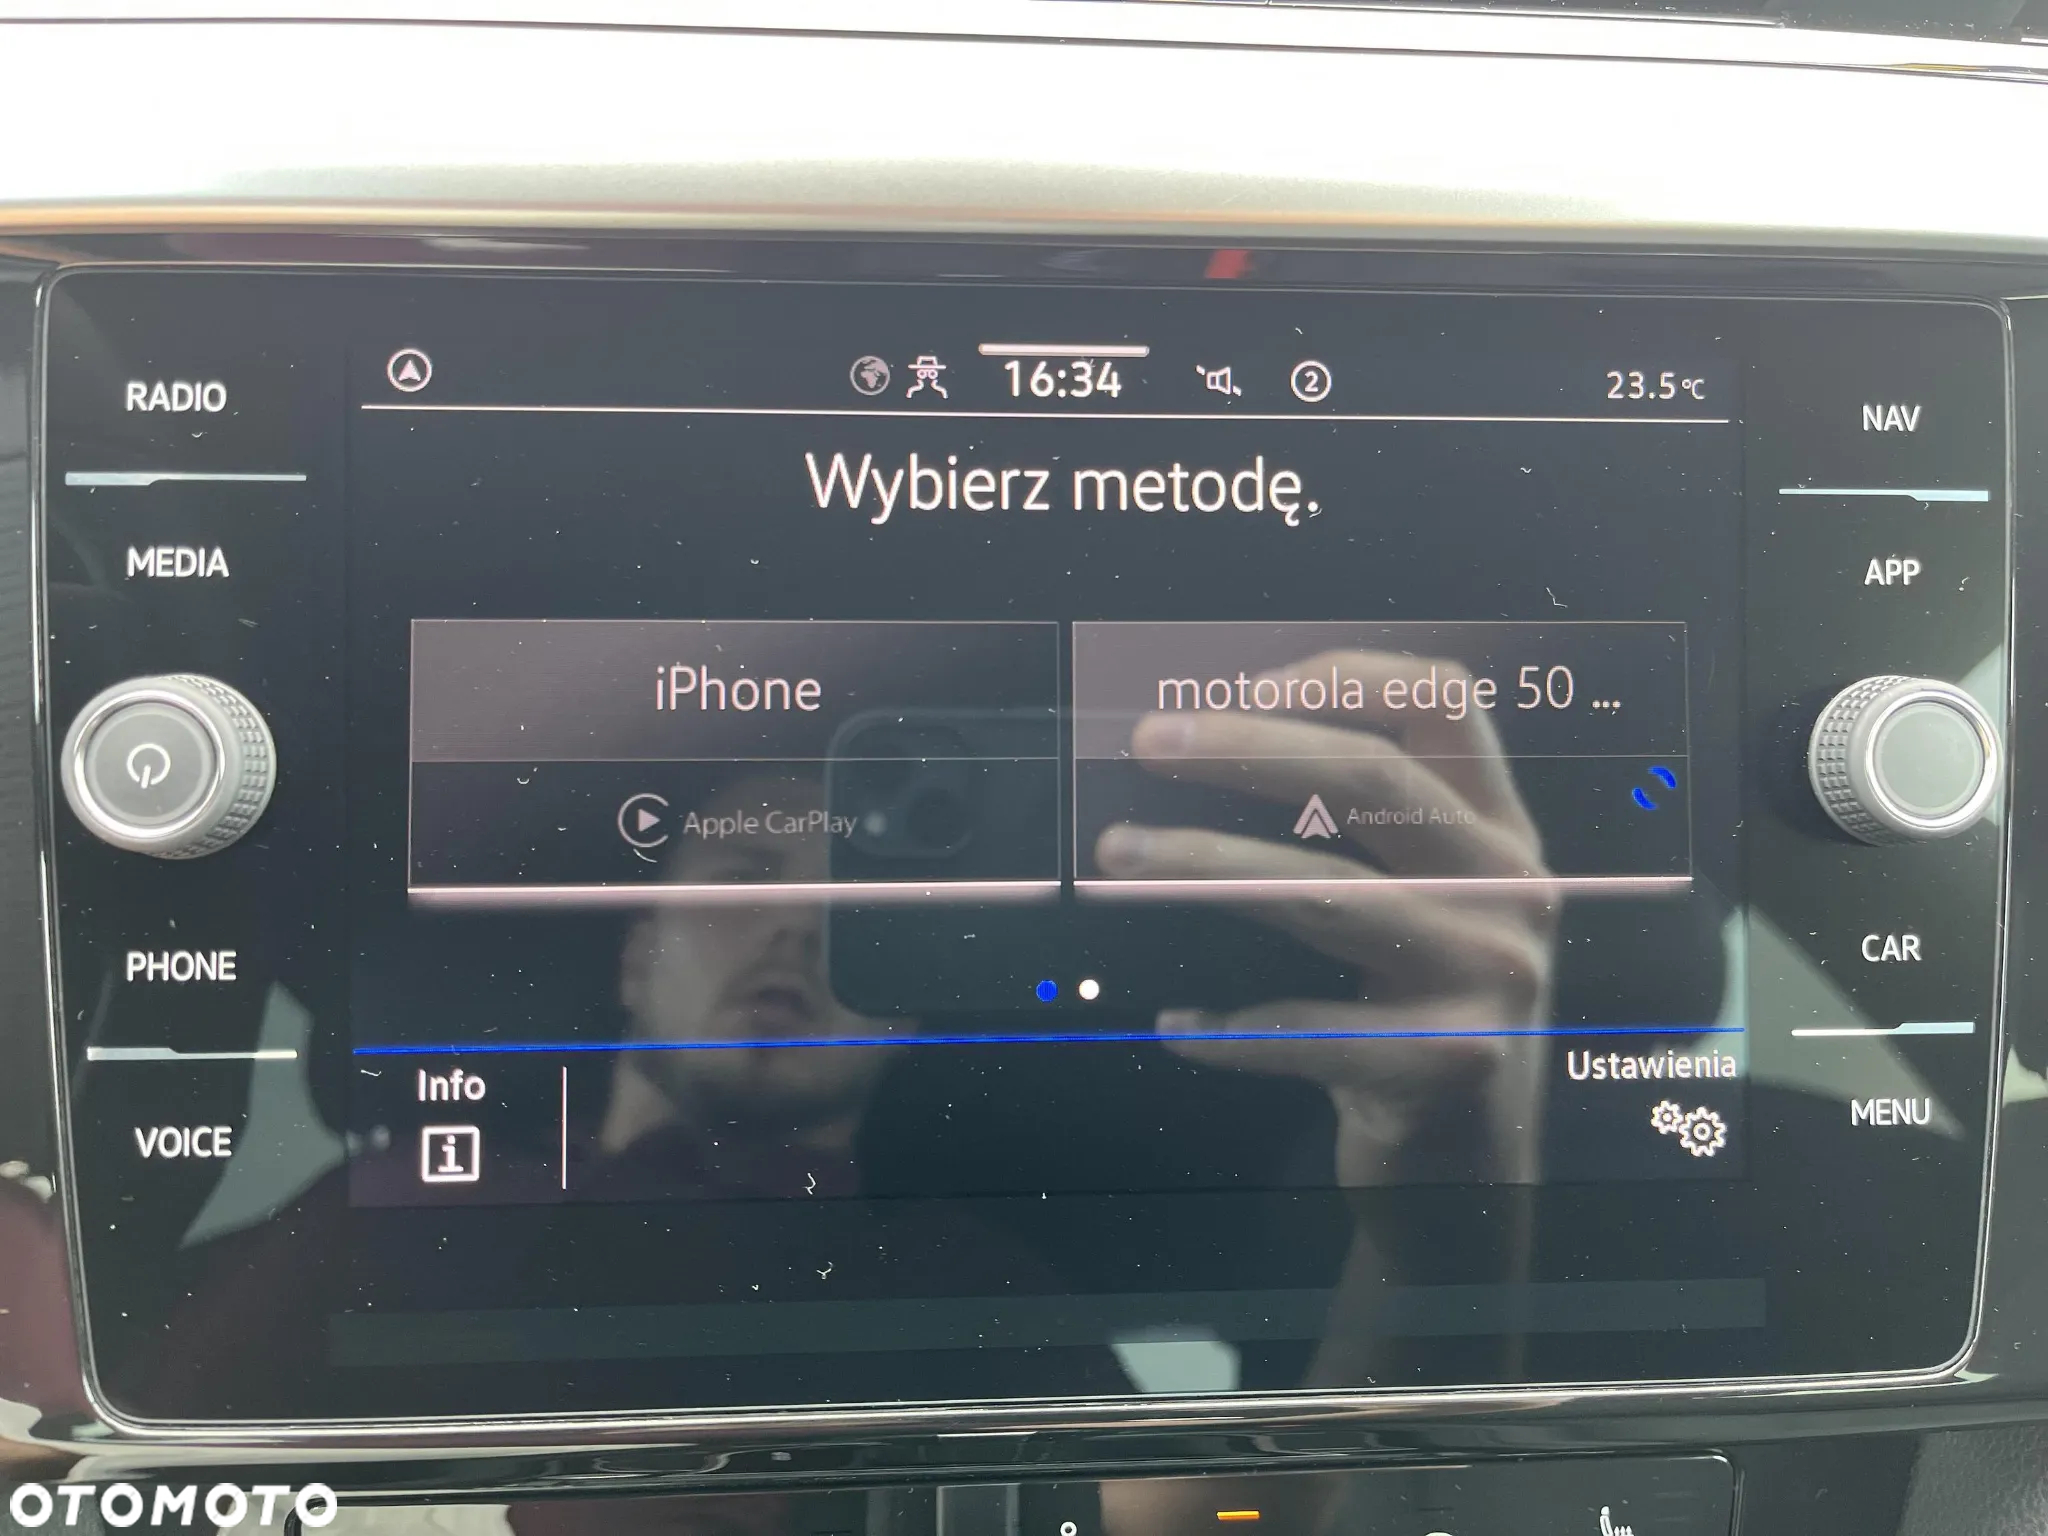 RADIO
MEDIA
PHONE
VOICE
16:34
2
23.5°C
Wybierz metodę.
iPhone
Apple CarPlay
motorola edge 50 ...
Android Auto
Info
i
Ustawienia
NAV
APP
CAR
MENU
OTOMOTO